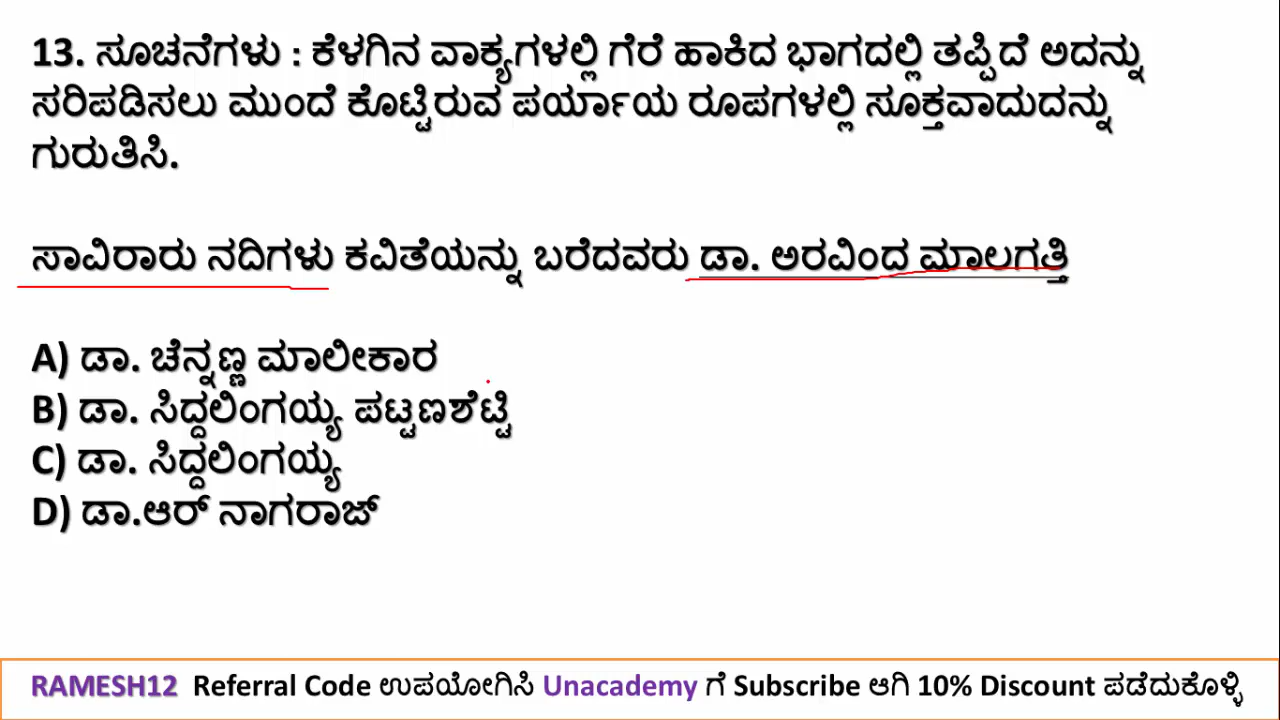 13. ಸೂಚನೆಗಳು : ಕೆಳಗಿನ ವಾಕ್ಯಗಳಲ್ಲಿ ಗೆರೆ ಹಾಕಿದ ಭಾಗದಲ್ಲಿ ತಪ್ಪಿದೆ ಅದನ್ನು
ಸರಿಪಡಿಸಲು ಮುಂದೆ ಕೊಟ್ಟಿರುವ ಪರ್ಯಾಯ ರೂಪಗಳಲ್ಲಿ ಸೂಕ್ತವಾದುದನ್ನು
ಗುರುತಿಸಿ.
ಸಾವಿರಾರು ನದಿಗಳು ಕವಿತೆಯನ್ನು ಬರೆದವರು ಡಾ. ಅರವಿಂದ ಮಾಲಗತ್ತಿ
A) ಡಾ. ಚೆನ್ನಣ್ಣ ಮಾಲೀಕಾರ
B) ಡಾ. ಸಿದ್ದಲಿಂಗಯ್ಯ ಪಟ್ಟಣಶೆಟ್ಟಿ
C) ಡಾ. ಸಿದ್ದಲಿಂಗಯ್ಯ
D) ಡಾ.ಆರ್ ನಾಗರಾಜ್
RAMESH12 Referral Code ಉಪಯೋಗಿಸಿ Unacademy ಗೆ Subscribe ಆಗಿ 10% Discount ಪಡೆದುಕೊಳ್ಳಿ